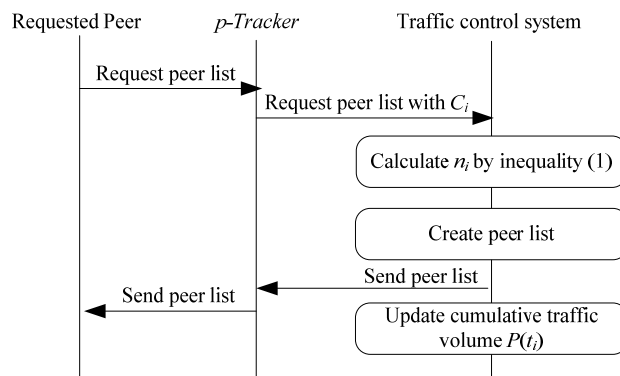 Requested Peer
p-Tracker
Traffic control system
Request peer list
Request peer list with Cᵢ
Calculate nᵢ by inequality (1)
Create peer list
Send peer list
Send peer list
Update cumulative traffic
volume P(tᵢ)